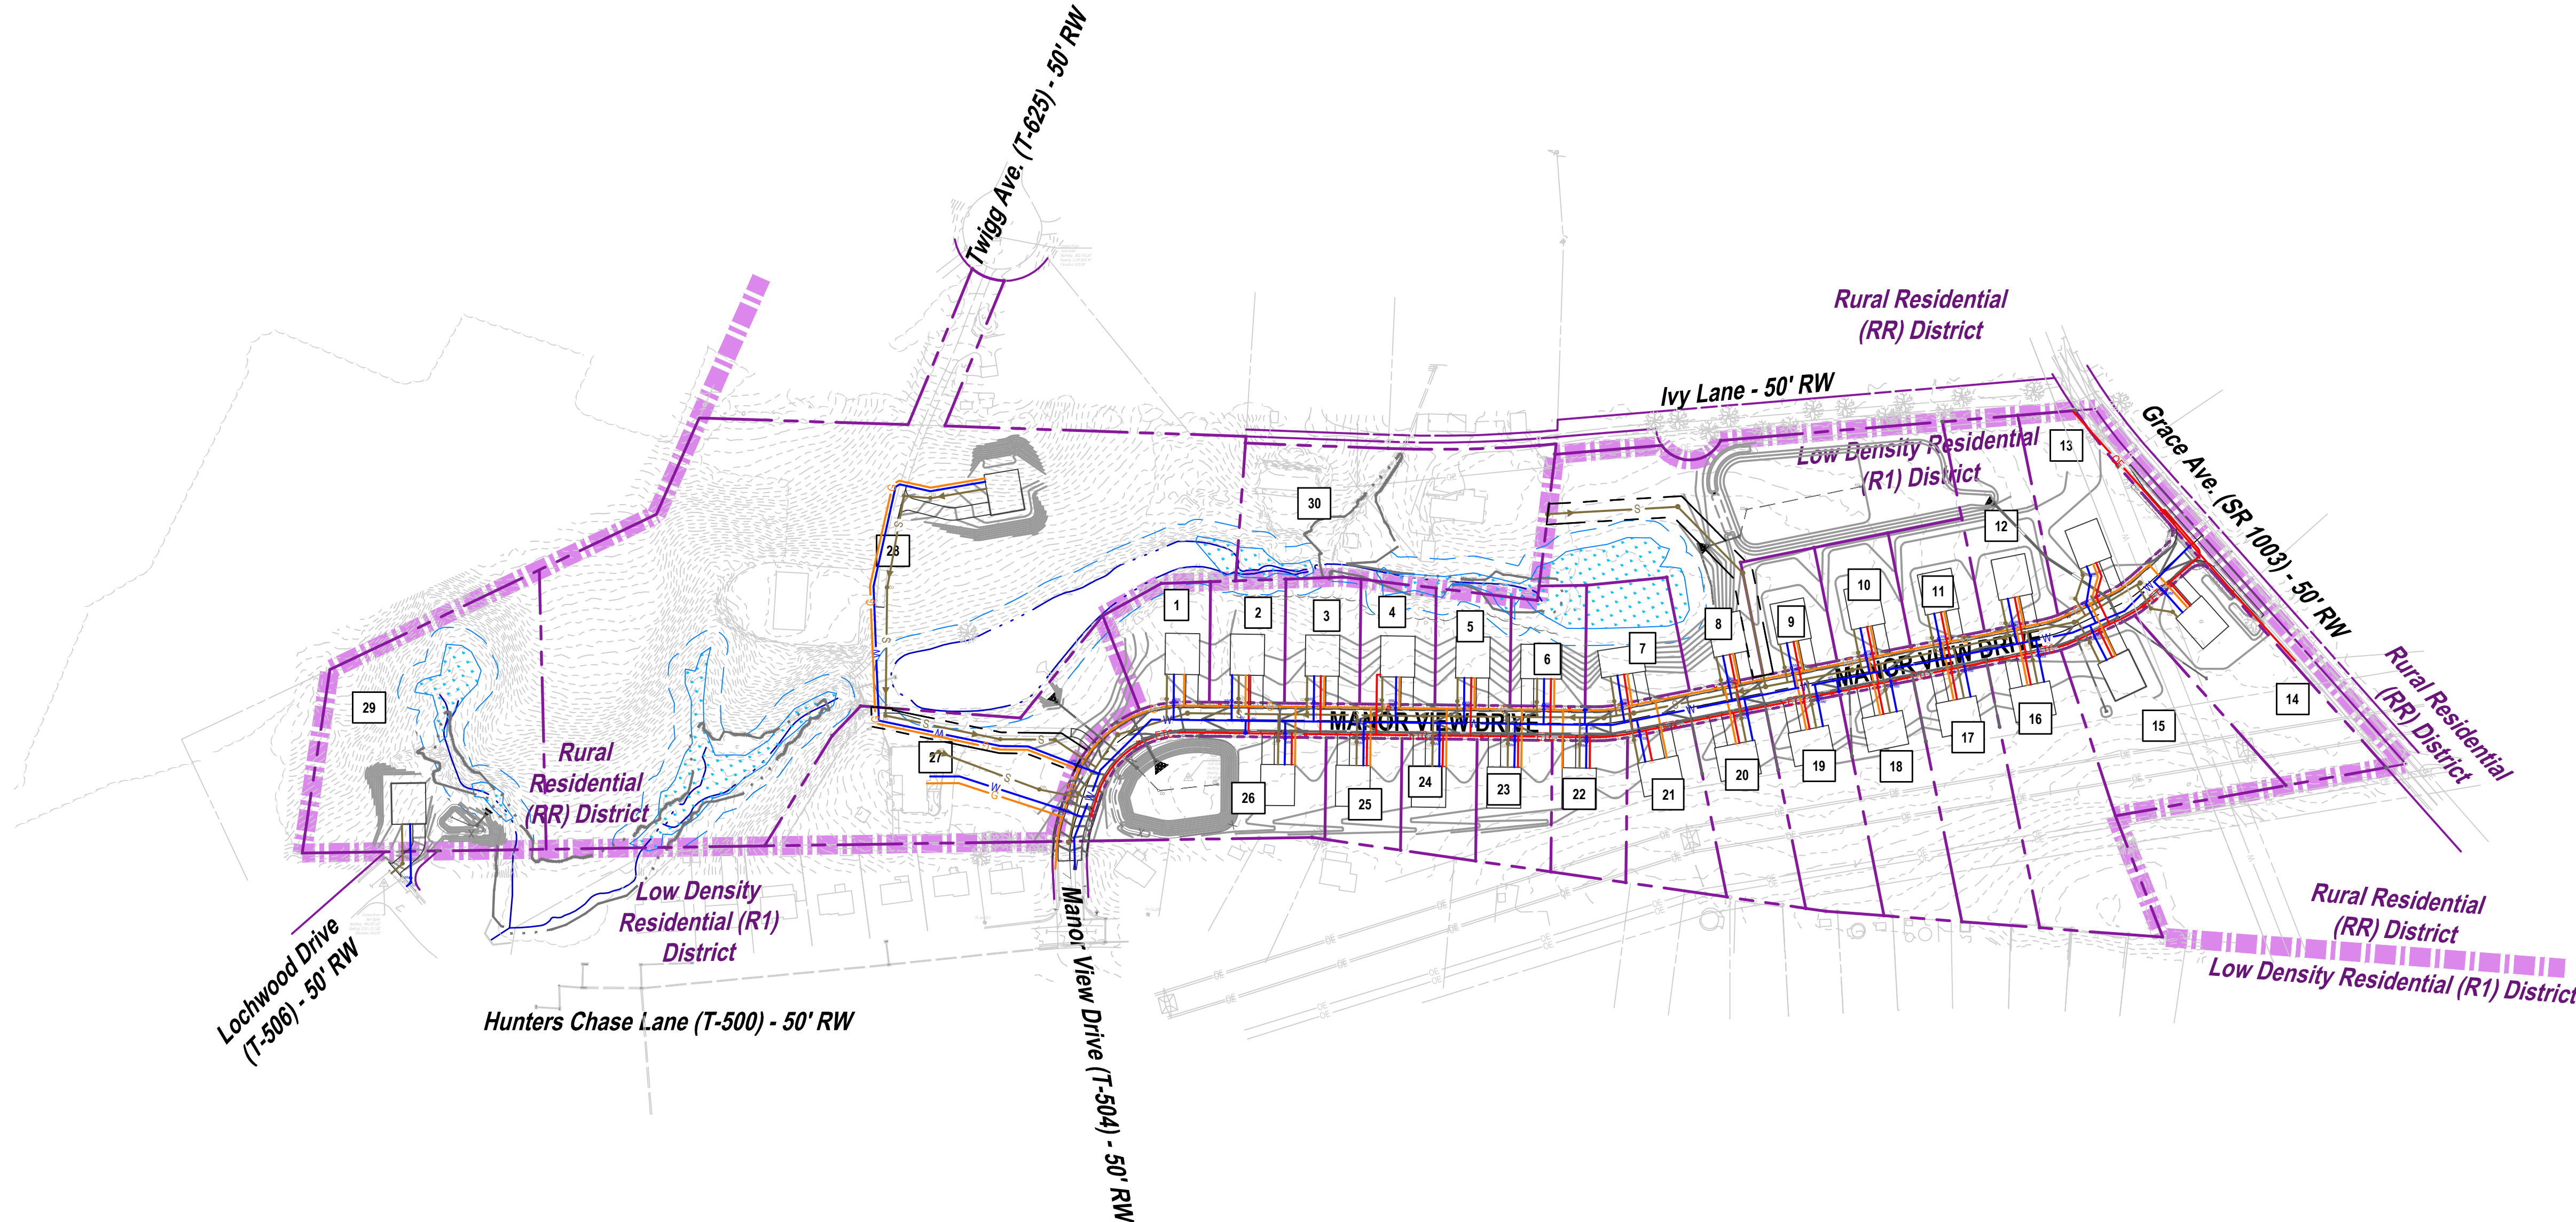 Twigg Ave. (T-625) - 50' RW
Rural Residential
(RR) District
Ivy Lane - 50' RW
Low Density Residential
(R1) District
Grace Ave. (SR 1003) - 50' RW
13
30
12
28
10
11
1
2
3
4
5
8
9
7
6
MANOR VIEW DRIVE
MANOR VIEW DRIVE
29
27
14
15
16
17
18
19
20
21
22
23
24
25
26
Rural Residential
(RR) District
Rural
Residential
(RR) District
Low Density
Residential (R1)
District
Rural Residential
(RR) District
Low Density Residential (R1) District
Lochwood Drive
(T-506) - 50' RW
Hunters Chase Lane (T-500) - 50' RW
Manor View Drive (T-504) - 50' RW